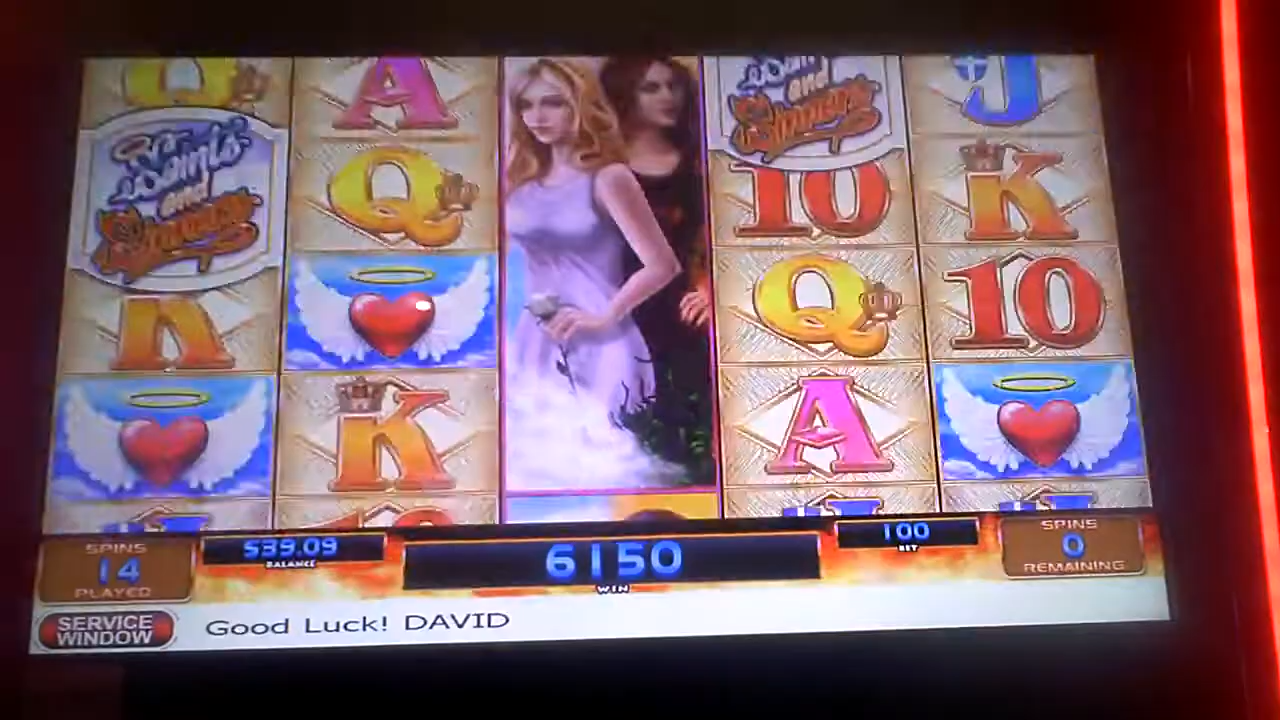 Q
A
Saints
and
Sinners
J
Saints
and
Sinners
Q
10
K
K
Q
10
K
A
SPINS
14
PLAYED
$39.09
BALANCE
6150
WIN
100
BET
SPINS
0
REMAINING
SERVICE
WINDOW
Good Luck! DAVID